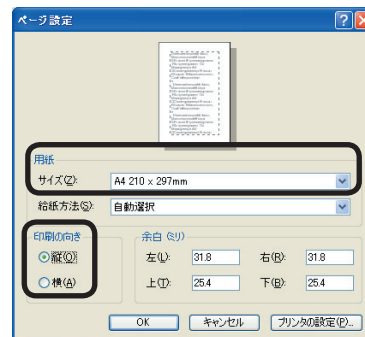 ページ設定
用紙
サイズ(Z): A4 210 x 297mm
給紙方法(S): 自動選択
印刷の向き
縦(O)
横(A)
余白 (ミリ)
左(L): 31.8 右(R): 31.8
上(T): 25.4 下(B): 25.4
OK キャンセル プリンタの設定(P)...